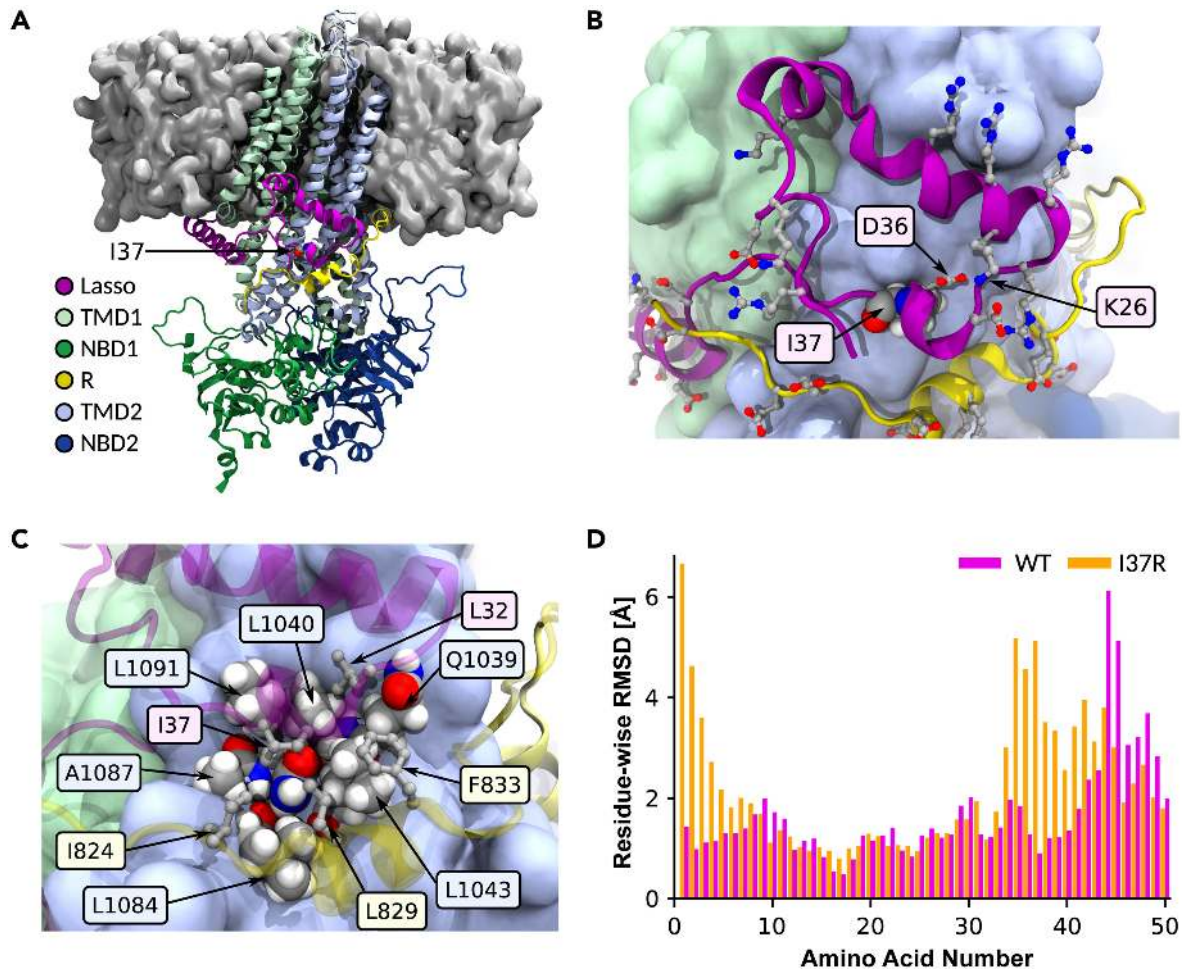 A
I37
Lasso
TMD1
NBD1
R
TMD2
NBD2
B
D36
I37
K26
C
L1040
L32
L1091
Q1039
I37
A1087
F833
I824
L1043
L1084
L829
D
WT I37R
Residue-wise RMSD [Å]
6
4
2
0
0 10 20 30 40 50
Amino Acid Number